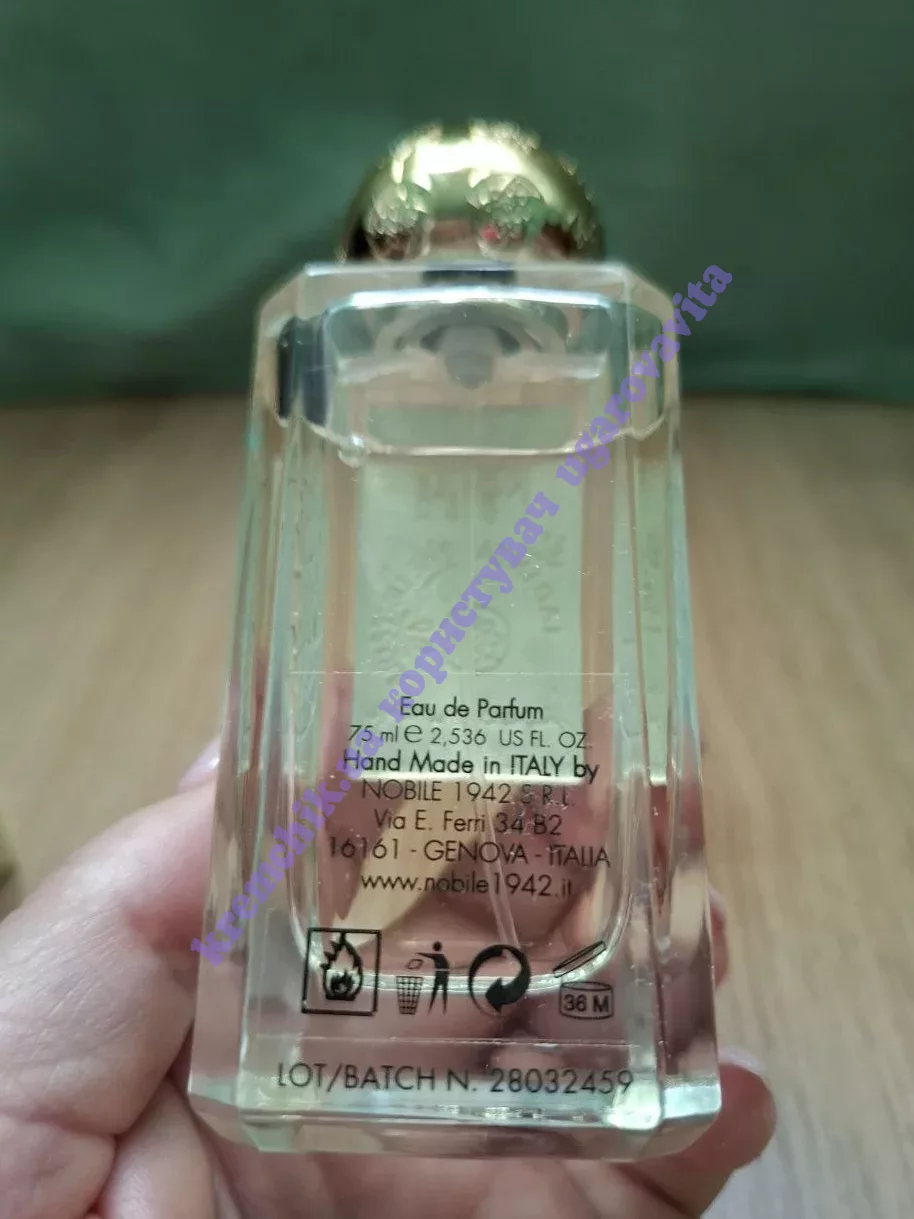 Eau de Parfum
75 ml e 2,536 US FL. OZ.
Hand Made in ITALY by
NOBILE 1942 S.R.L.
Via E. Ferri 34 B2
16161 - GENOVA - ITALIA
www.nobile1942.it
36 M
LOT/BATCH N. 28032459
kremchik.ua користувач ugarovavita